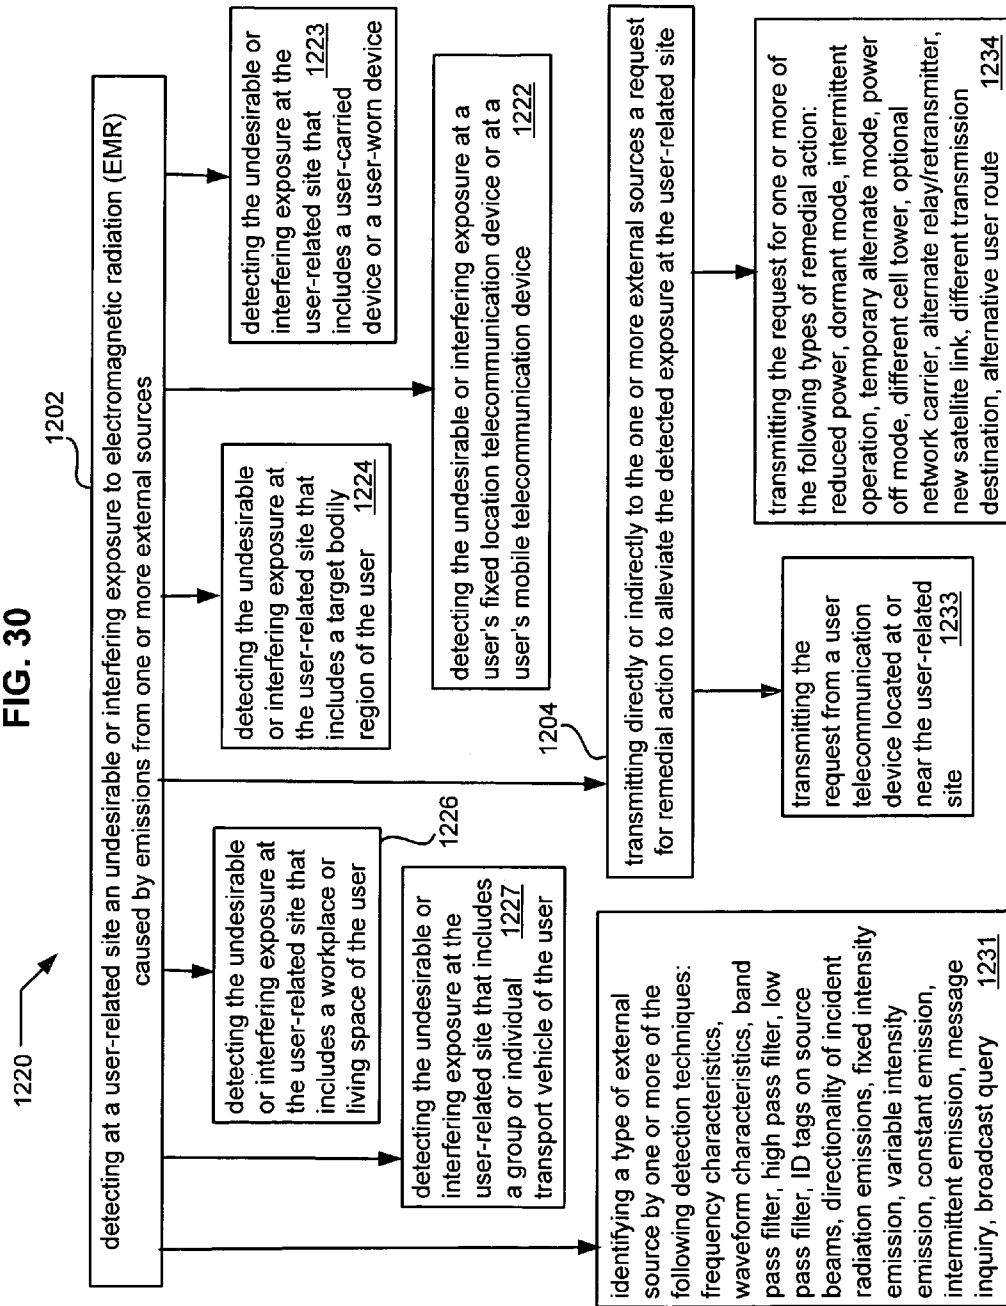 FIG. 30
1220
1202
detecting at a user-related site an undesirable or interfering exposure to electromagnetic radiation (EMR)
caused by emissions from one or more external sources
detecting the undesirable
or interfering exposure at
the user-related site that
includes a workplace or
living space of the user
1226
detecting the undesirable
or interfering exposure at
the user-related site that
includes a target bodily
region of the user 1224
detecting the undesirable or
interfering exposure at the
user-related site that 1223
includes a user-carried
device or a user-worn device
detecting the undesirable or
interfering exposure at the
user-related site that includes
a group or individual 1227
transport vehicle of the user
detecting the undesirable or interfering exposure at a
user's fixed location telecommunication device or at a
user's mobile telecommunication device 1222
1204
transmitting directly or indirectly to the one or more external sources a request
for remedial action to alleviate the detected exposure at the user-related site
identifying a type of external
source by one or more of the
following detection techniques:
frequency characteristics,
waveform characteristics, band
pass filter, high pass filter, low
pass filter, ID tags on source
beams, directionality of incident
radiation emissions, fixed intensity
emission, variable intensity
emission, constant emission,
intermittent emission, message
inquiry, broadcast query 1231
transmitting the
request from a user
telecommunication
device located at or
near the user-related
site 1233
transmitting the request for one or more of
the following types of remedial action:
reduced power, dormant mode, intermittent
operation, temporary alternate mode, power
off mode, different cell tower, optional
network carrier, alternate relay/retransmitter,
new satellite link, different transmission
destination, alternative user route 1234